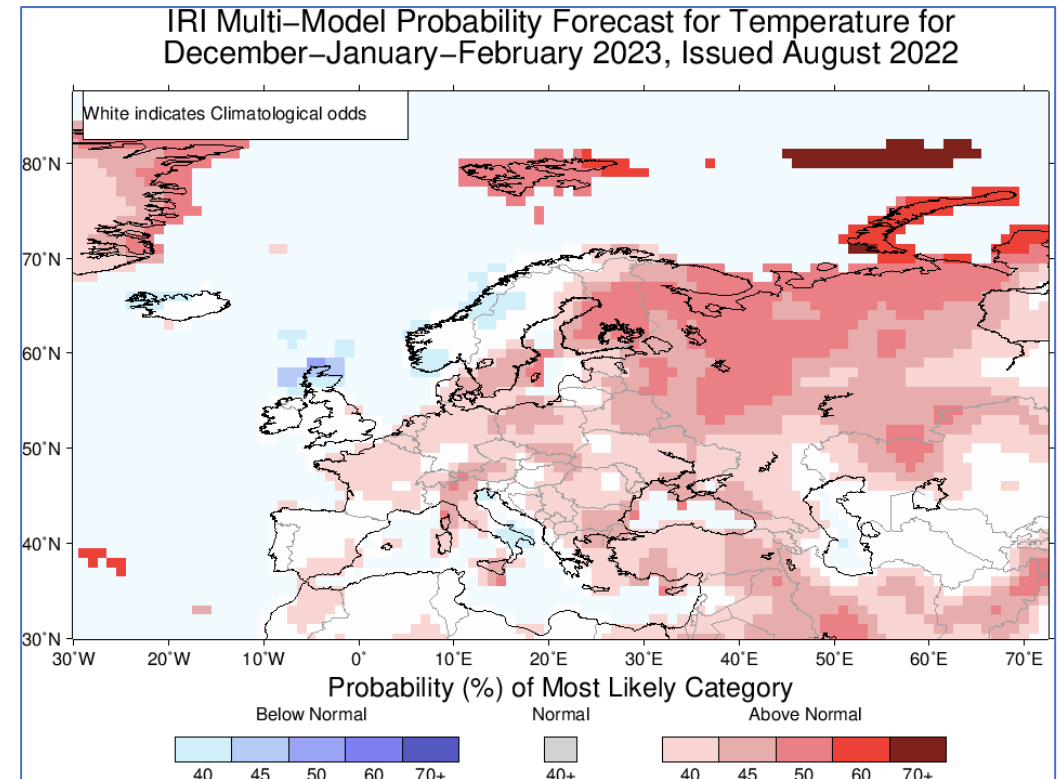 IRI Multi–Model Probability Forecast for Temperature for
December–January–February 2023, Issued August 2022
White indicates Climatological odds
80˚N
70˚N
60˚N
50˚N
40˚N
30˚N
30˚W 20˚W 10˚W 0˚ 10˚E 20˚E 30˚E 40˚E 50˚E 60˚E 70˚E
Probability (%) of Most Likely Category
Below Normal Normal Above Normal
40 45 50 60 70+ 40+ 40 45 50 60 70+